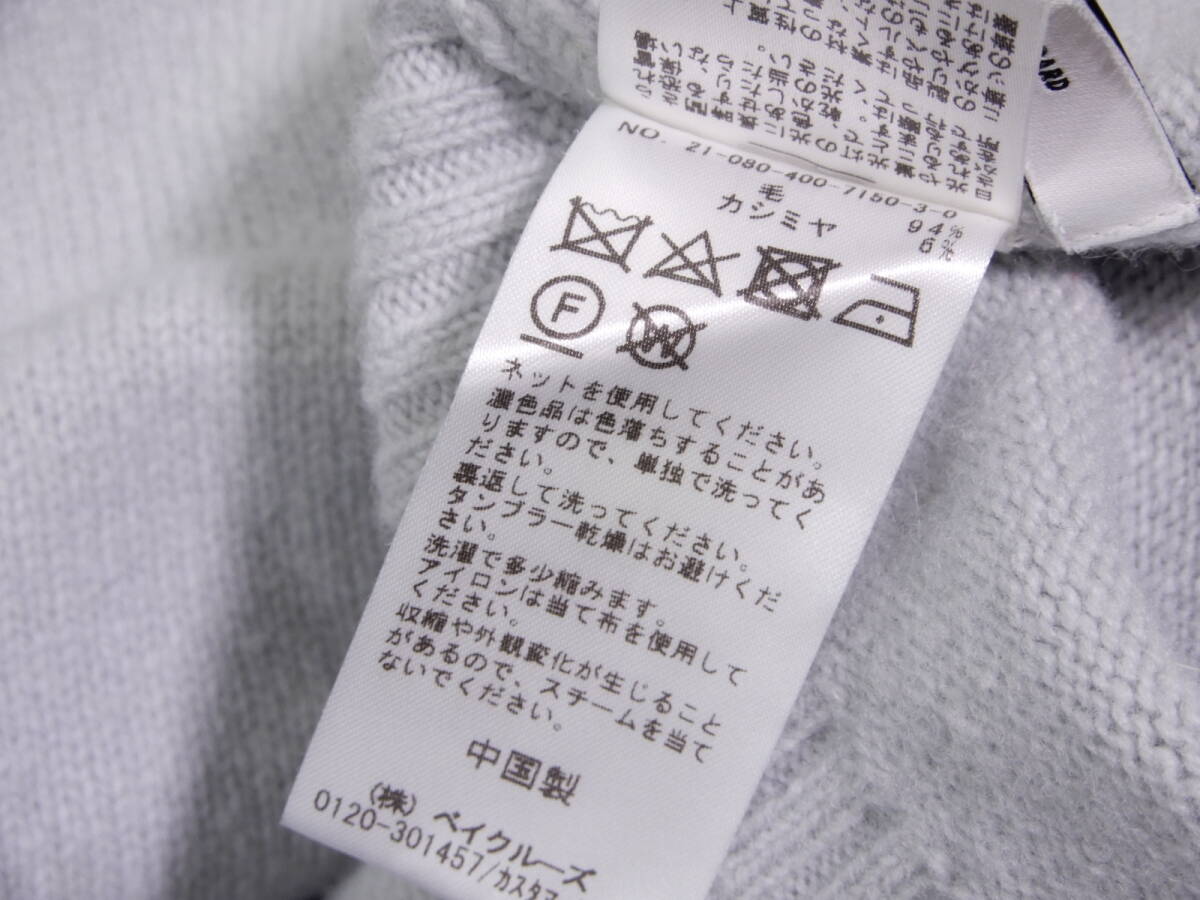 ARD
NO. 21-080-400-7150-3-0
毛 94%
カシミヤ 6%
F
W
ネットを使用してください。
濃色品は色落ちすることがあ
りますので、単独で洗ってく
ださい。
裏返して洗ってください。
タンブラー乾燥はお避けくだ
さい。
洗濯で多少縮みます。
アイロンは当て布を使用して
ください。
収縮や外観変化が生じること
があるので、スチームを当て
ないでください。
中国製
(株)ベイクルーズ
0120-301457/カスタマ